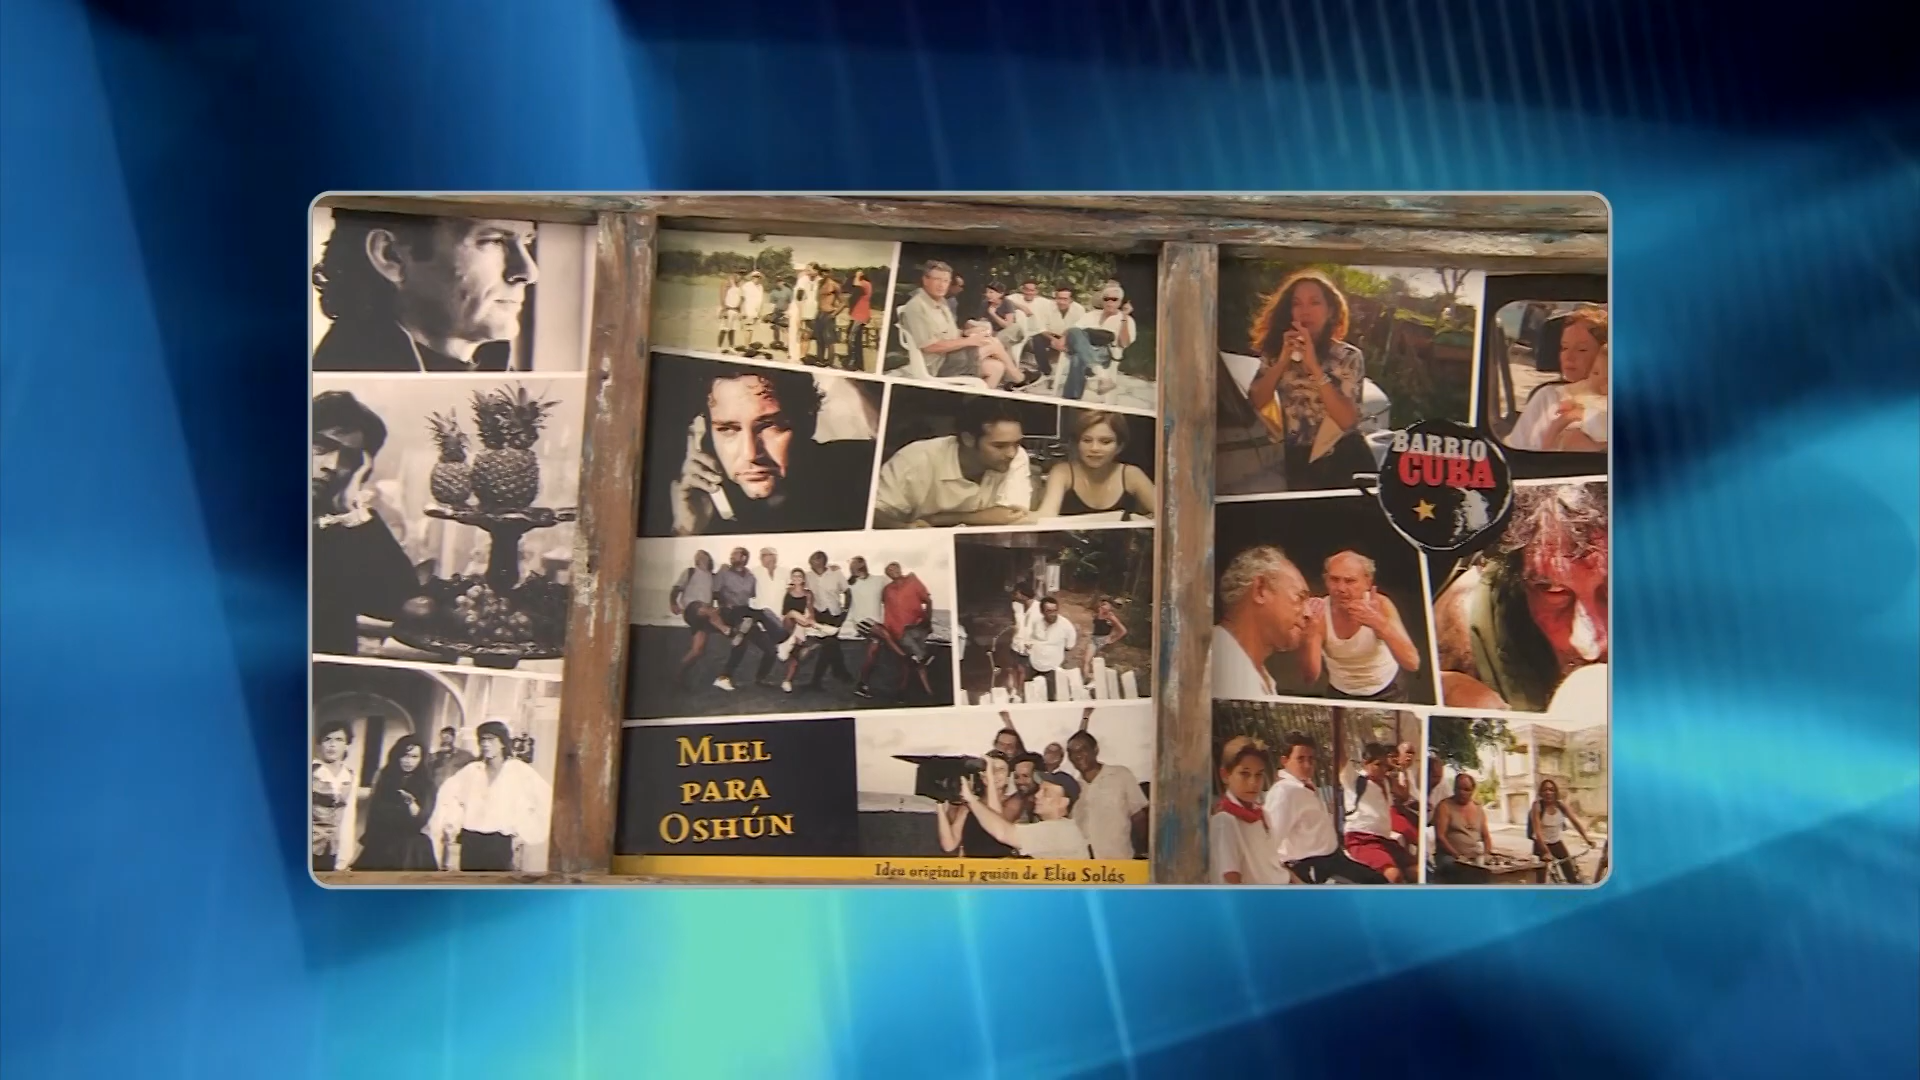 BARRIO
CUBA
MIEL
PARA
OSHÚN
Idea original y guión de Elia Solás